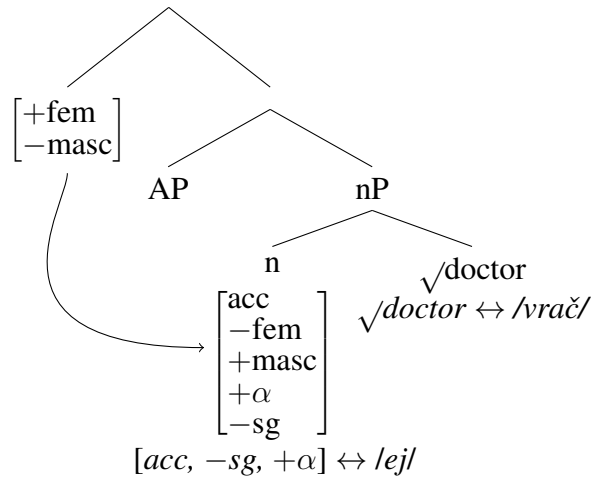 +fem
−masc
AP
nP
n
√doctor
√doctor ↔ /vrač/
acc
−fem
+masc
+α
−sg
[acc, −sg, +α] ↔ /ej/